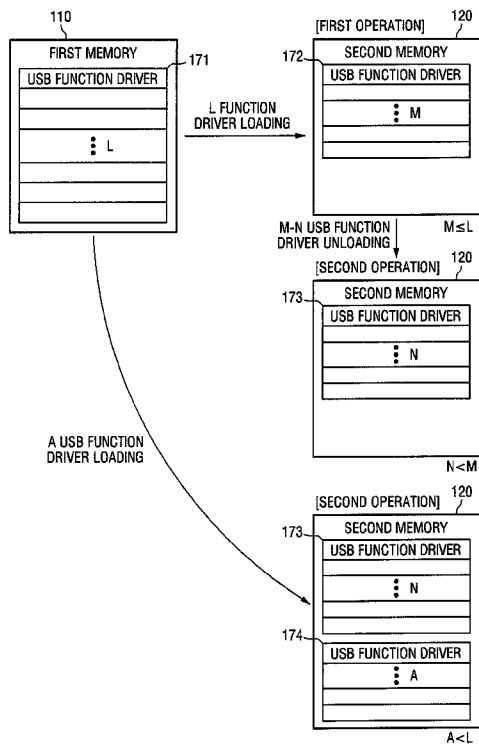 110
FIRST MEMORY
USB FUNCTION DRIVER
171
L
L FUNCTION
DRIVER LOADING
[FIRST OPERATION]
120
SECOND MEMORY
172
USB FUNCTION DRIVER
M
M≤L
M-N USB FUNCTION
DRIVER UNLOADING
[SECOND OPERATION]
120
SECOND MEMORY
173
USB FUNCTION DRIVER
N
N<M
A USB FUNCTION
DRIVER LOADING
[SECOND OPERATION]
120
SECOND MEMORY
173
USB FUNCTION DRIVER
N
174
USB FUNCTION DRIVER
A
A<L